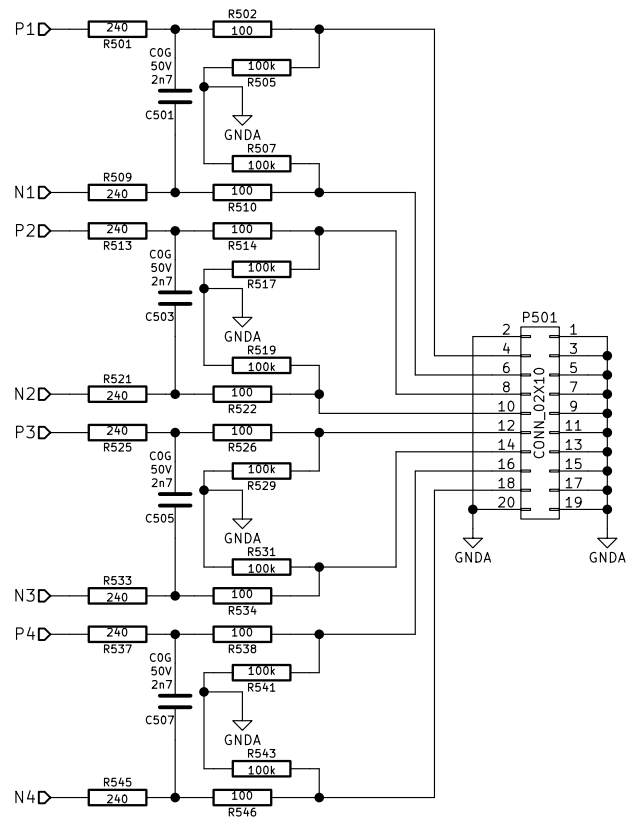 P1
240
R501
R502
100
C0G
50V
2n7
C501
100k
R505
GNDA
R507
100k
N1
R509
240
100
R510
P2
240
R513
100
R514
C0G
50V
2n7
C503
100k
R517
GNDA
R519
100k
N2
R521
240
100
R522
P3
240
R525
100
R526
C0G
50V
2n7
C505
100k
R529
GNDA
R531
100k
N3
R533
240
100
R534
P4
240
R537
100
R538
C0G
50V
2n7
C507
100k
R541
GNDA
R543
100k
N4
R545
240
100
R546
P501
CONN_02X10
2 1
4 3
6 5
8 7
10 9
12 11
14 13
16 15
18 17
20 19
GNDA
GNDA